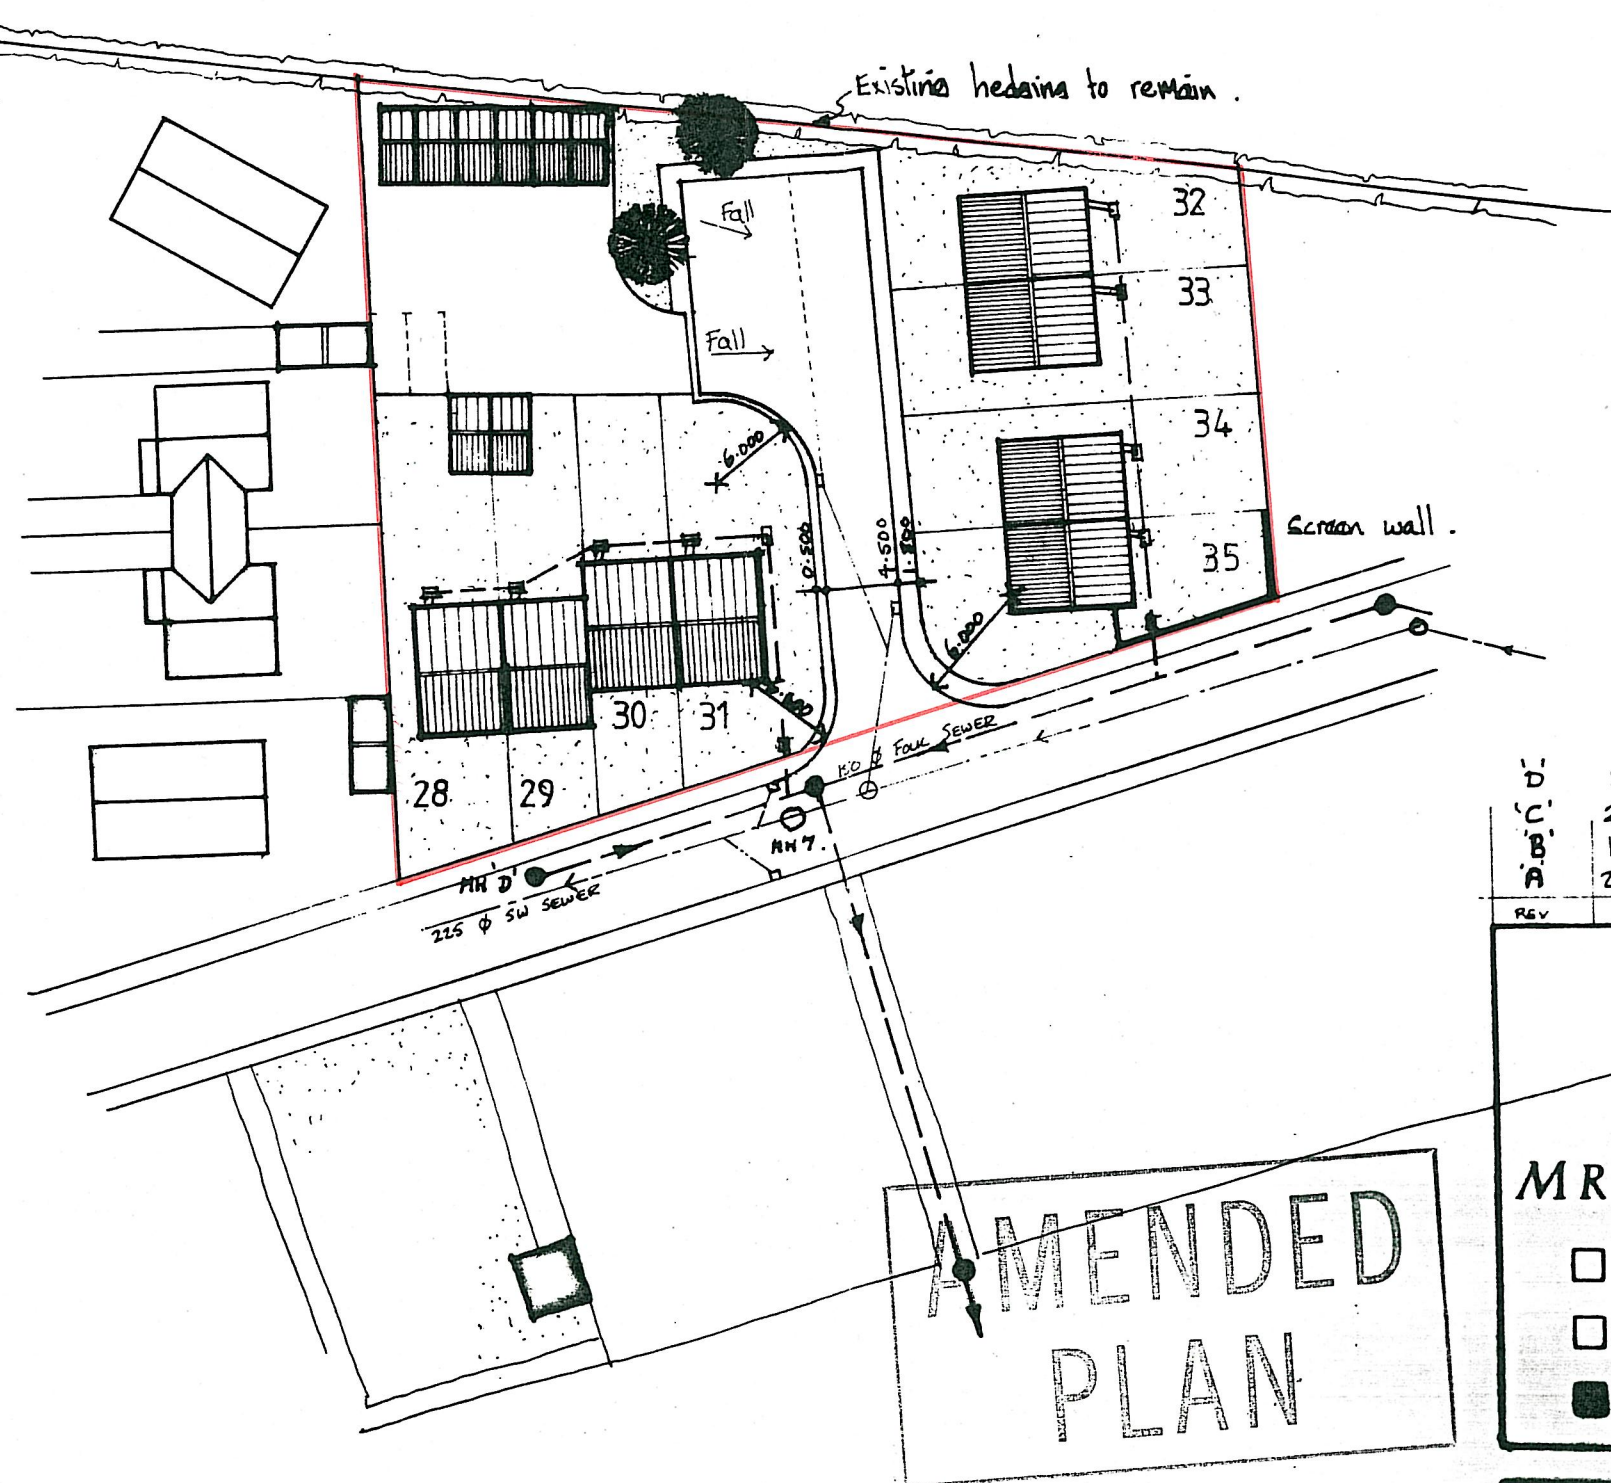 Existing hedging to remain .
32
Fall
33
Fall
34
6.000
Screen wall .
0.500
4.500
1.800
35
6.000
30
31
150 ϕ Foul SEWER
28
29
MH 7.
MH 'D'
225 ϕ SW SEWER
'D'
'C'
'B'
'A'
REV
MR
AMENDED
PLAN